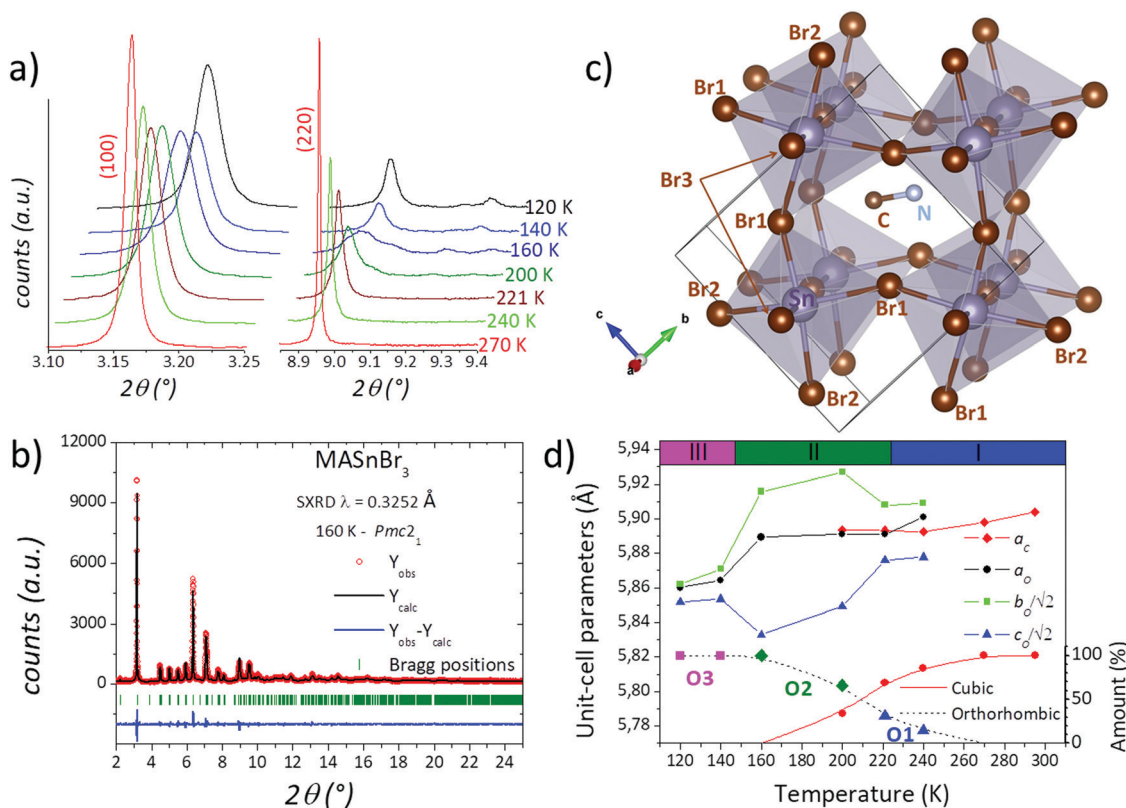 a)
counts (a.u.)
(100)
(220)
120 K
140 K
160 K
200 K
221 K
240 K
270 K
3.10 3.15 3.20 3.25
8.9 9.0 9.1 9.2 9.3 9.4
2θ (°)
2θ (°)
b)
counts (a.u.)
12000
9000
6000
3000
0
MASnBr3
SXRD λ = 0.3252 Å
160 K - Pmc21
Yobs
Ycalc
Yobs-Ycalc
Bragg positions
2 4 6 8 10 12 14 16 18 20 22 24
2θ (°)
c)
Br2
Br1
Br3
Br1
C
N
Br2
Sn
Br1
Br2
Br2
Br1
c
b
a
d)
Unit-cell parameters (Å)
5,94
5,92
5,90
5,88
5,86
5,84
5,82
5,80
5,78
III II I
ac
ao
bo/√2
co/√2
O3
O2
O1
Cubic
Orthorhombic
100
50
0
Amount (%)
120 140 160 180 200 220 240 260 280 300
Temperature (K)